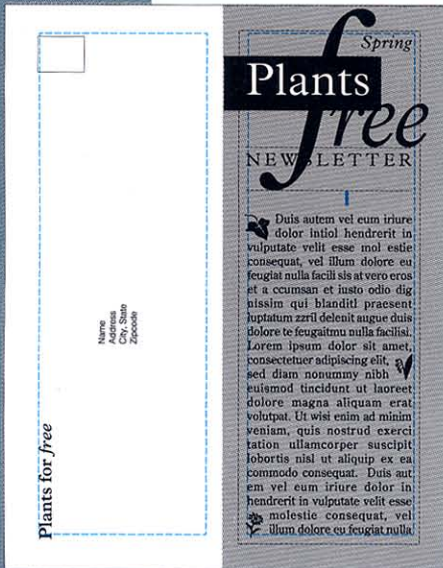 Plants for free
Name
Address
City, State
Zipcode
Spring
Plants
free
NEWSLETTER
Duis autem vel eum iriure
dolor intiol hendrerit in
vulputate velit esse mol estie
consequat, vel illum dolore eu
feugiat nulla facili sis at vero eros
et a ccumsan et iusto odio dig
nissim qui blanditl praesent
luptatum zzril delenit augue duis
dolore te feugaitmu nulla facilisi.
Lorem ipsum dolor sit amet,
consectetuer adipiscing elit,
sed diam nonummy nibh
euismod tincidunt ut laoreet
dolore magna aliquam erat
volutpat. Ut wisi enim ad minim
veniam, quis nostrud exerci
tation ullamcorper suscipit
lobortis nisl ut aliquip ex ea
commodo consequat. Duis aut
em vel eum iriure dolor in
hendrerit in vulputate velit esse
molestie consequat, vel
illum dolore eu feugiat nulla